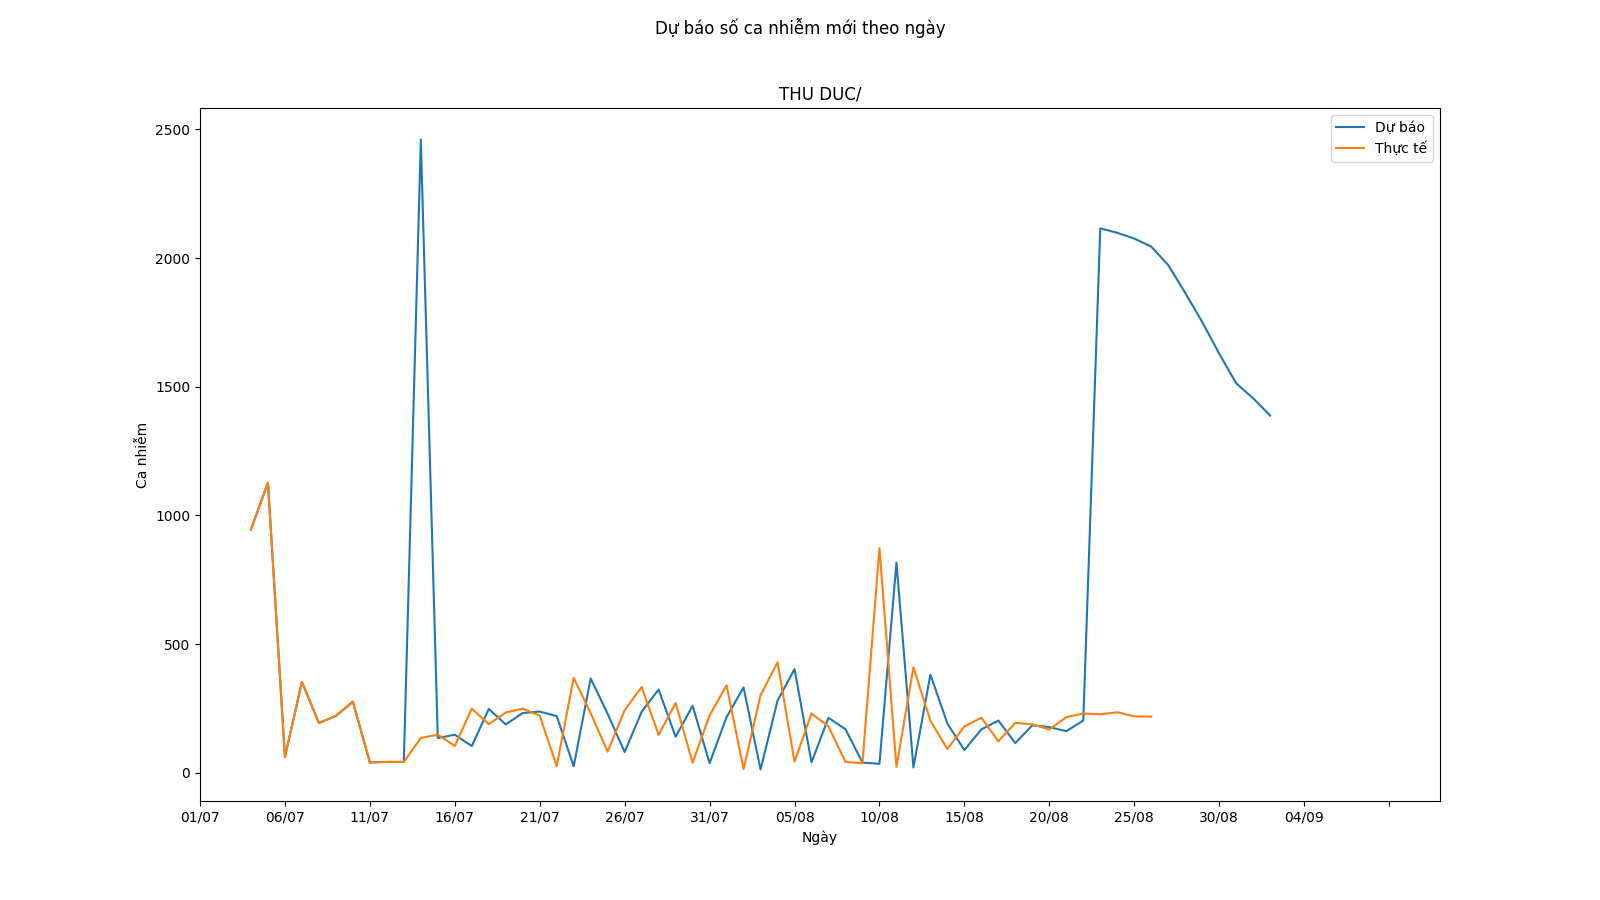 Dự báo số ca nhiễm mới theo ngày
THU DUC/
Dự báo
Thực tế
2500
2000
1500
1000
500
0
Ca nhiễm
01/07 06/07 11/07 16/07 21/07 26/07 31/07 05/08 10/08 15/08 20/08 25/08 30/08 04/09
Ngày